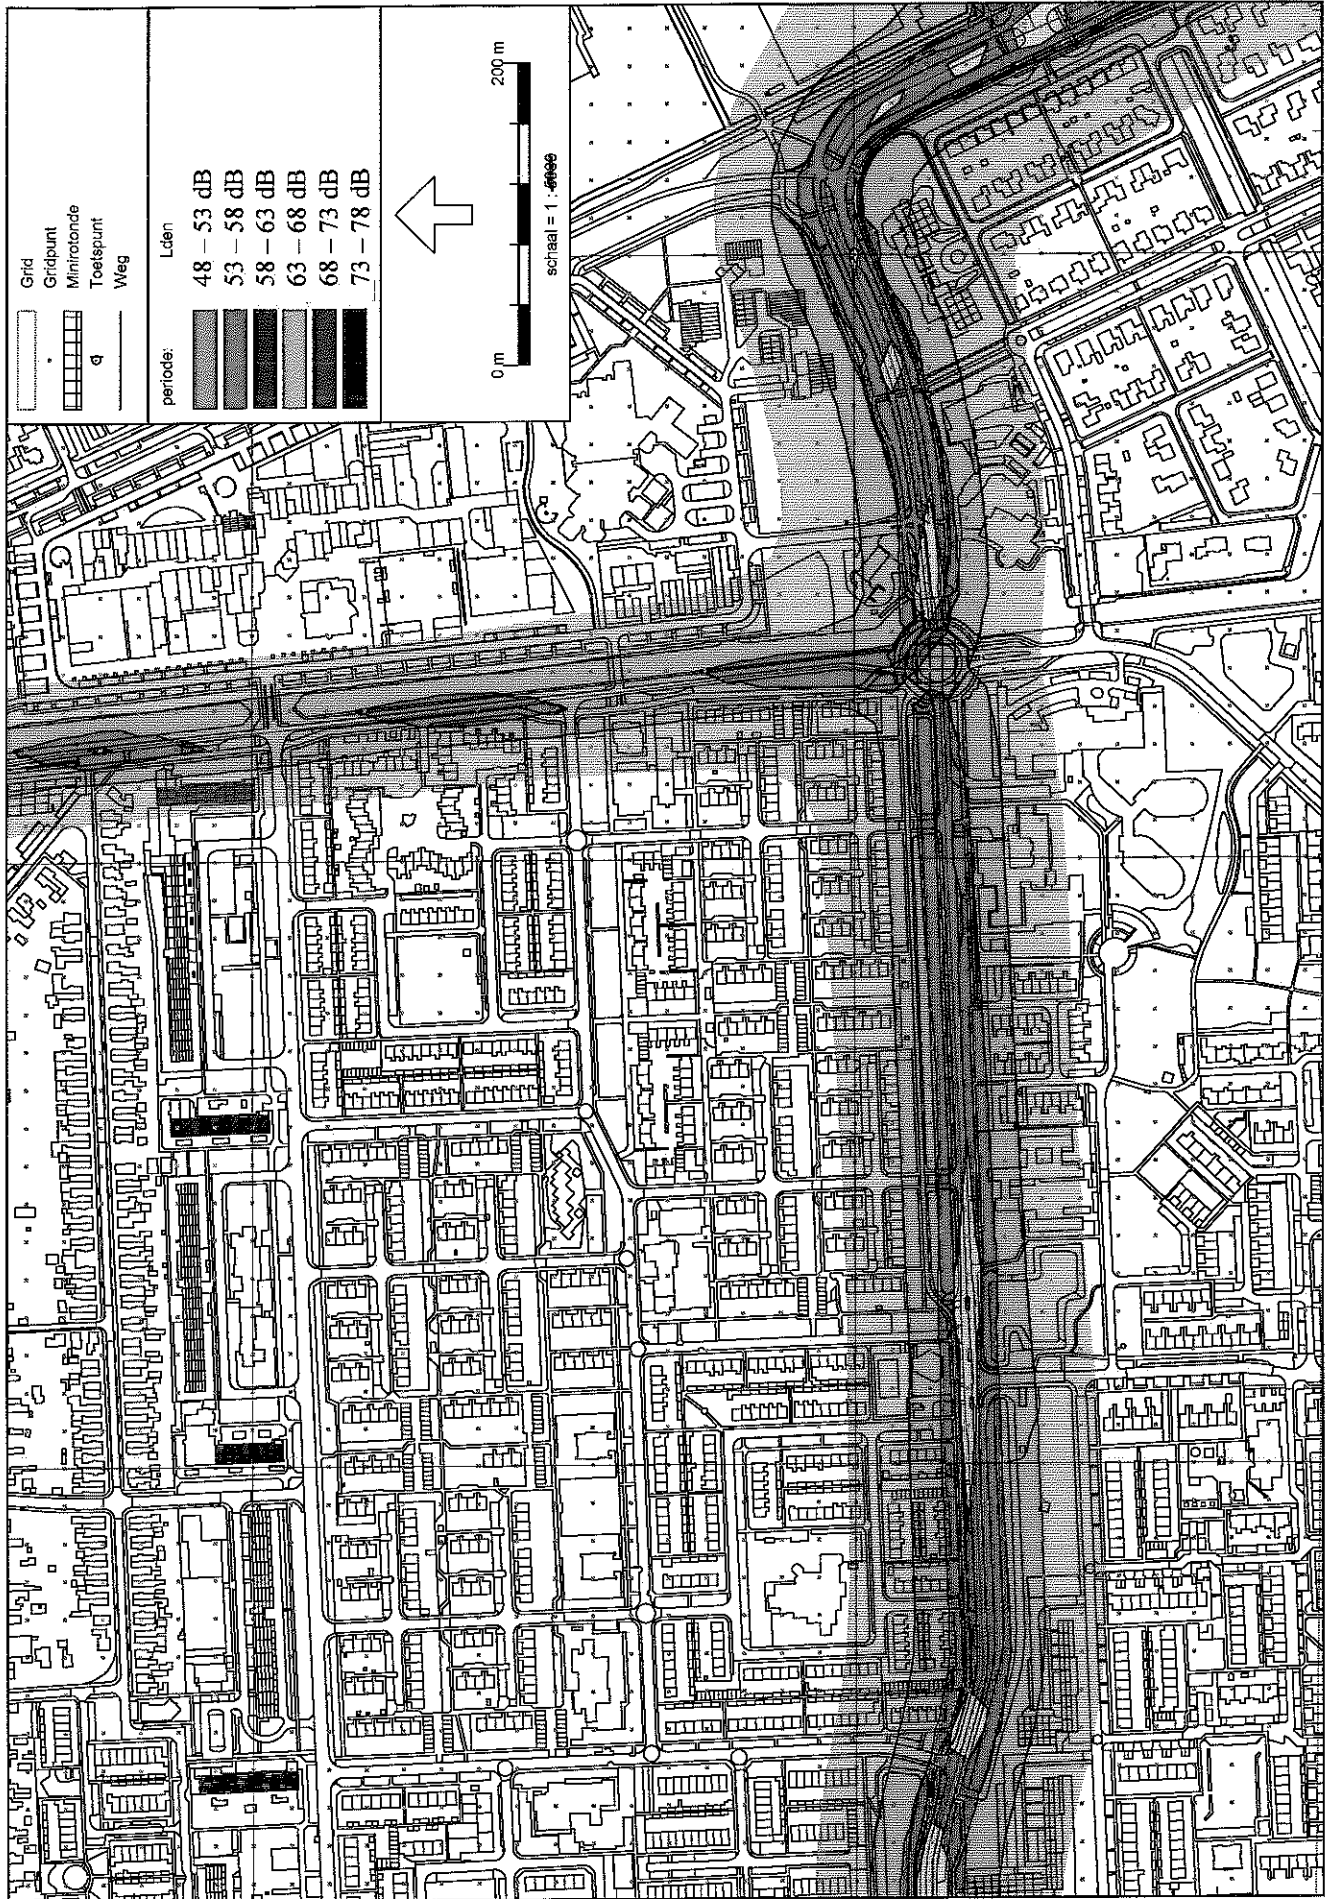 Grid
Gridpunt
Minirotonde
Toetspunt
Weg
periode:
Lden
48 – 53 dB
53 – 58 dB
58 – 63 dB
63 – 68 dB
68 – 73 dB
73 – 78 dB
0 m
200 m
schaal = 1 :